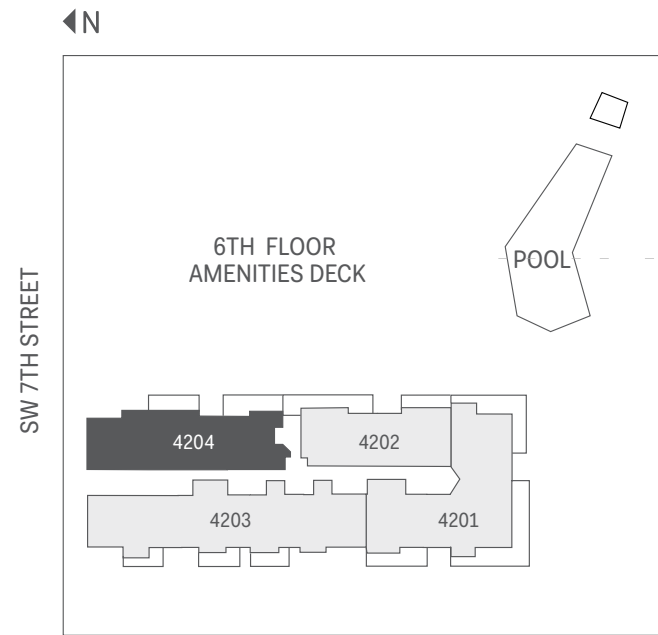 N
6TH FLOOR
AMENITIES DECK
POOL
SW 7TH STREET
4204
4202
4203
4201